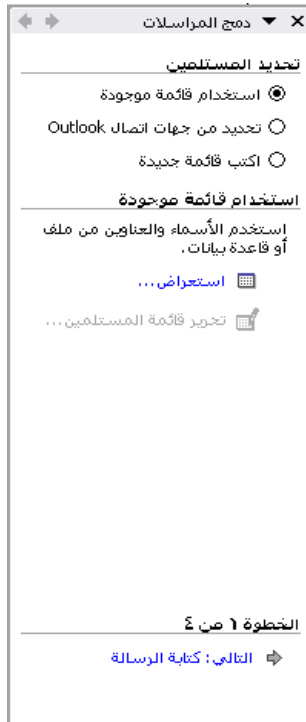 دمج المراسلات
تحديد المستلمين
استخدام قائمة موجودة
تحديد من جهات اتصال Outlook
اكتب قائمة جديدة
استخدام قائمة موجودة
استخدم الأسماء والعناوين من ملف
أو قاعدة بيانات.
استعراض...
تحرير قائمة المستلمين...
الخطوة ٦ من ٤
التالي: كتابة الرسالة